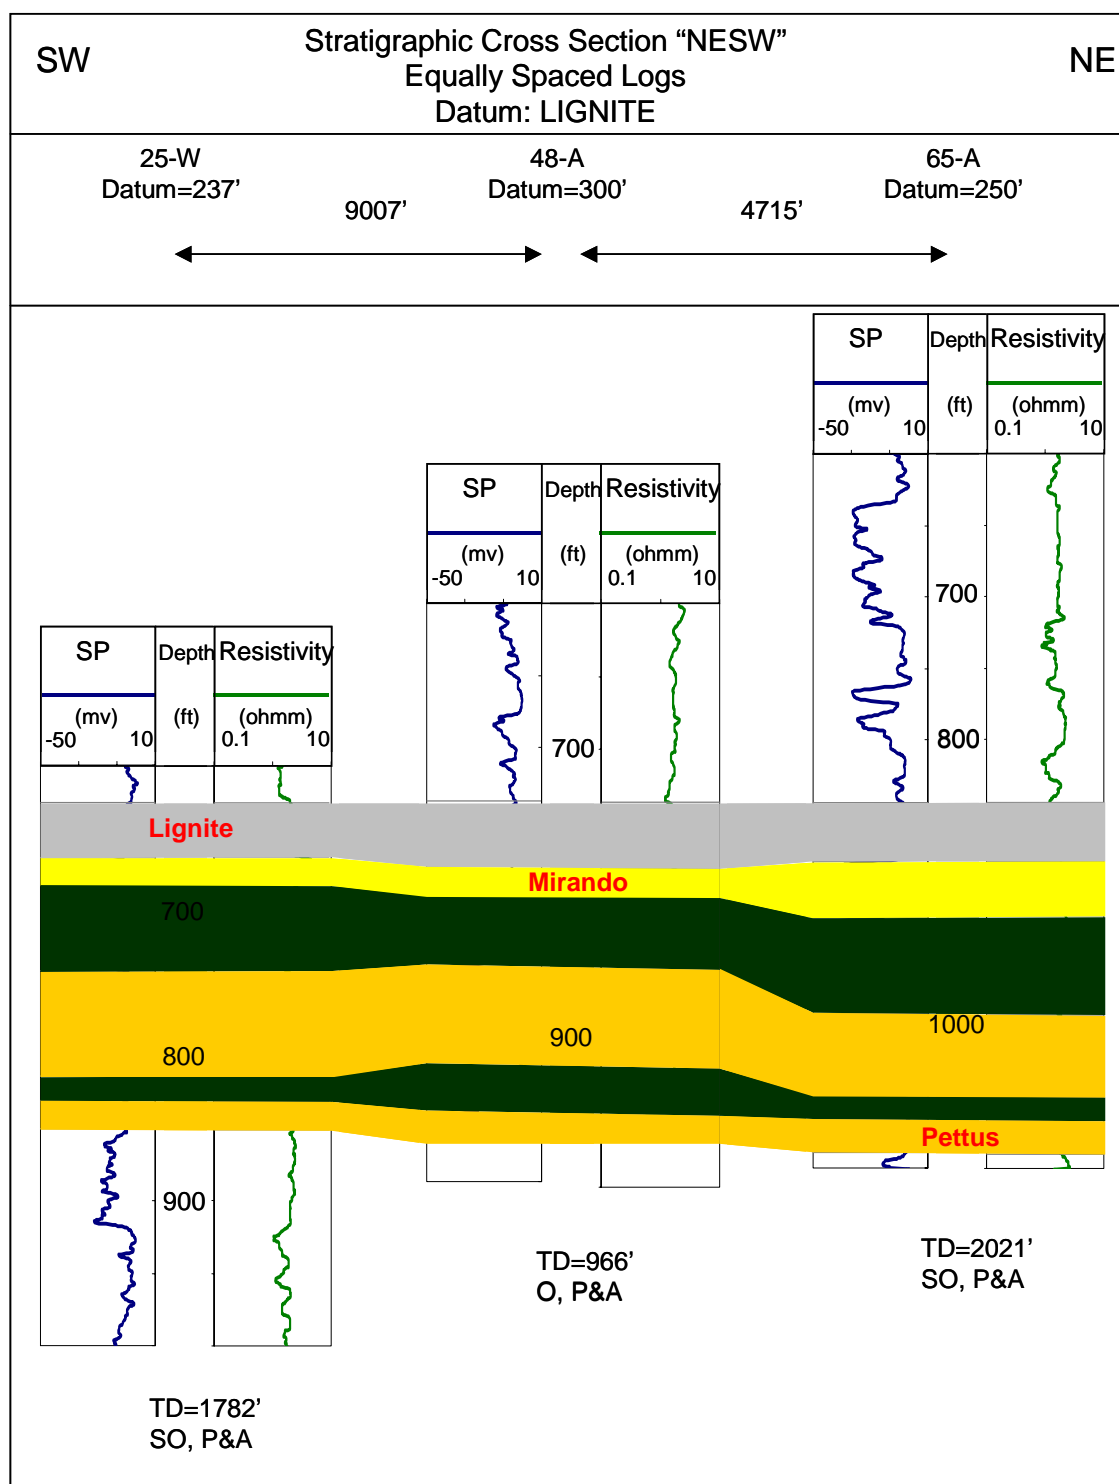 SW
Stratigraphic Cross Section “NESW”
Equally Spaced Logs
Datum: LIGNITE
NE
25-W
Datum=237’
48-A
Datum=300’
65-A
Datum=250’
9007’
4715’
SP
Depth
Resistivity
(mv)
(ft)
(ohmm)
-50
10
0.1
10
700
800
SP
Depth
Resistivity
(mv)
(ft)
(ohmm)
-50
10
0.1
10
700
SP
Depth
Resistivity
(mv)
(ft)
(ohmm)
-50
10
0.1
10
Lignite
Mirando
700
800
900
1000
Pettus
900
TD=966’
O, P&A
TD=2021’
SO, P&A
TD=1782’
SO, P&A